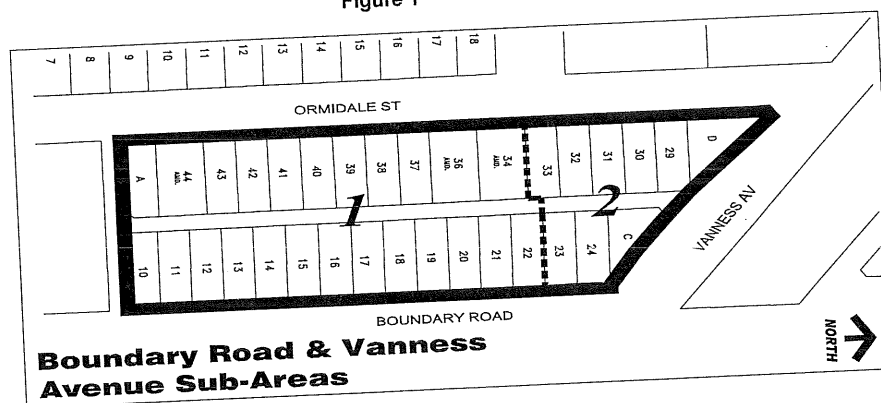 Figure 1
7 8 9 10 11 12 13 14 15 16 17 18
ORMIDALE ST
A 44 AMD. 43 42 41 40 39 38 37 36 AMD. 34 AMD. 33 32 31 30 29 D
1 2
10 11 12 13 14 15 16 17 18 19 20 21 22 23 24 C
VANNESS AV
BOUNDARY ROAD
Boundary Road & Vanness
Avenue Sub-Areas
NORTH